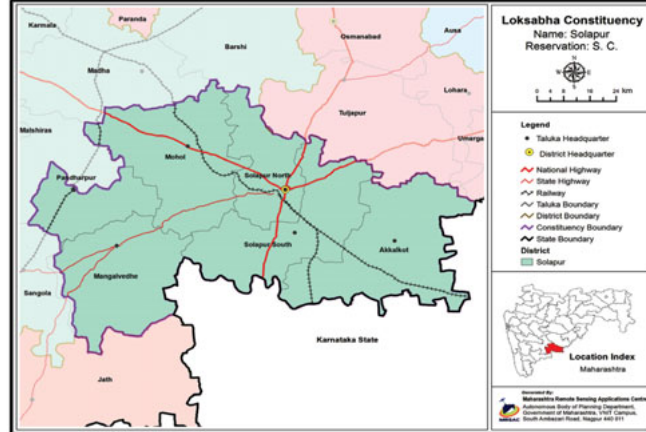 Karmala
Paranda
Osmanabad
Ausa
Barshi
Madha
Lohara
Tuljapur
Malshiras
Umarga
Mohol
Pandharpur
Solapur North
Solapur South
Akkalkot
Mangalvedhe
Sangola
Karnataka State
Jath
Loksabha Constituency
Name: Solapur
Reservation: S. C.
N
W E
S
0 4 8 16 24 km
Legend
Taluka Headquarter
District Headquarter
National Highway
State Highway
Railway
Taluka Boundary
District Boundary
Constituency Boundary
State Boundary
District
Solapur
Location Index
Maharashtra
Generated By:
Maharashtra Remote Sensing Applications Centre
Autonomous Body of Planning Department,
Government of Maharashtra, VNIT Campus,
South Ambazari Road, Nagpur 440 011
MRSAC